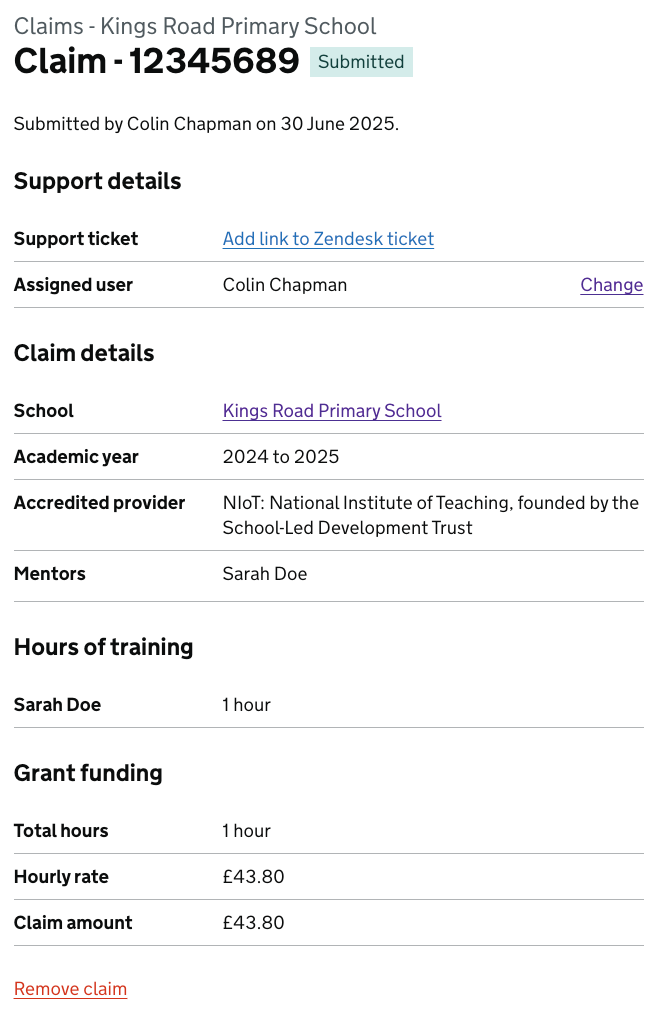 Claims - Kings Road Primary School
Claim - 12345689 Submitted
Submitted by Colin Chapman on 30 June 2025.
Support details
Support ticket Add link to Zendesk ticket
Assigned user Colin Chapman Change
Claim details
School Kings Road Primary School
Academic year 2024 to 2025
Accredited provider NIoT: National Institute of Teaching, founded by the
School-Led Development Trust
Mentors Sarah Doe
Hours of training
Sarah Doe 1 hour
Grant funding
Total hours 1 hour
Hourly rate £43.80
Claim amount £43.80
Remove claim